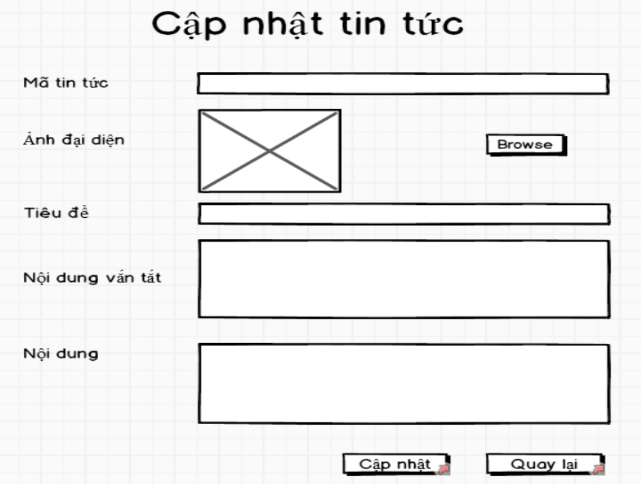 Cập nhật tin tức
Mã tin tức
Ảnh đại diện
Browse
Tiêu đề
Nội dung vắn tắt
Nội dung
Cập nhật
Quay lại